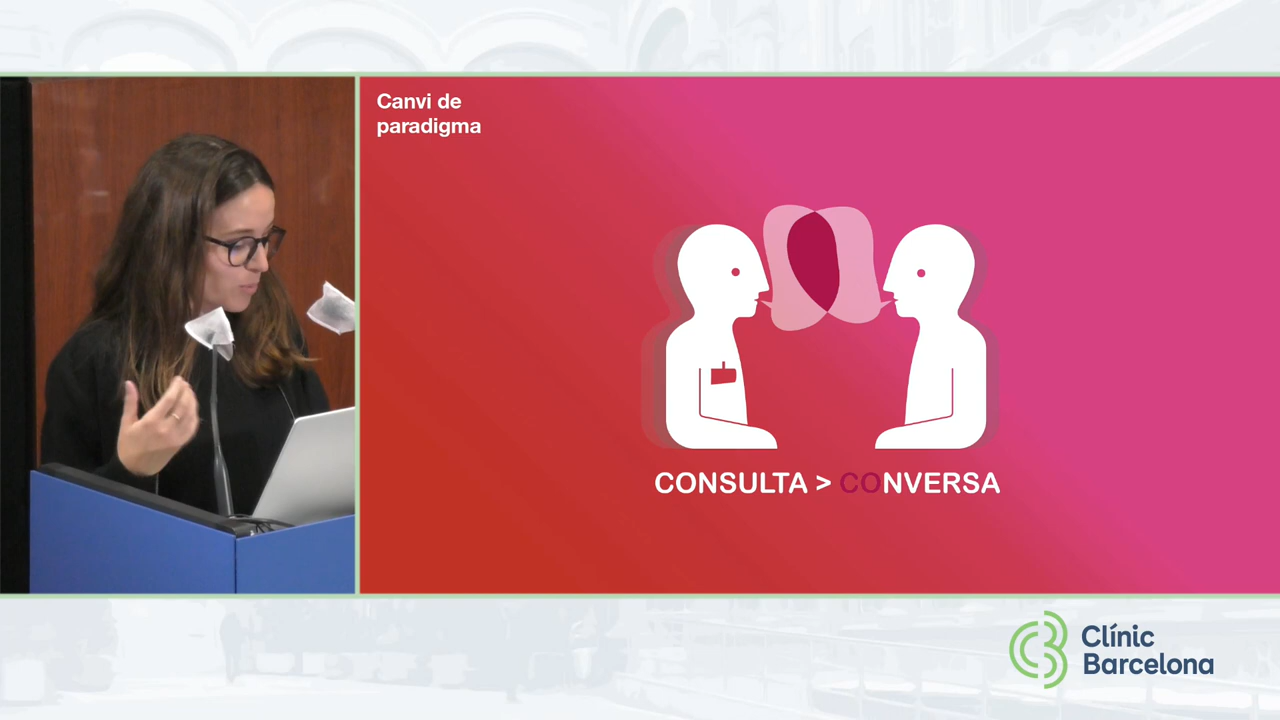 Canvi de
paradigma
CONSULTA > CONVERSA
Clínic
Barcelona